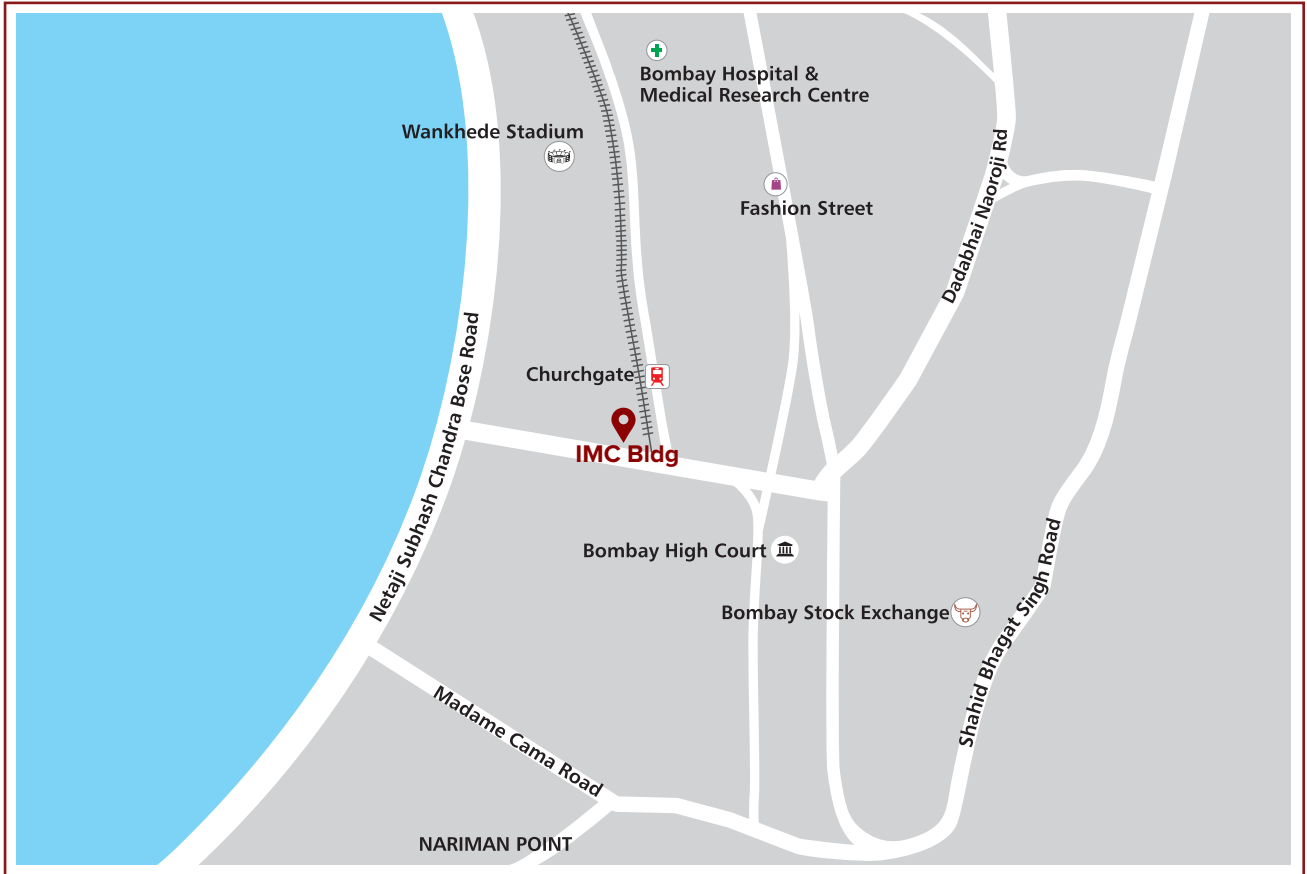 Bombay Hospital &
Medical Research Centre
Wankhede Stadium
Dadabhai Naoroji Rd
Fashion Street
Netaji Subhash Chandra Bose Road
Churchgate
IMC Bldg
Bombay High Court
Shahid Bhagat Singh Road
Bombay Stock Exchange
Madame Cama Road
NARIMAN POINT